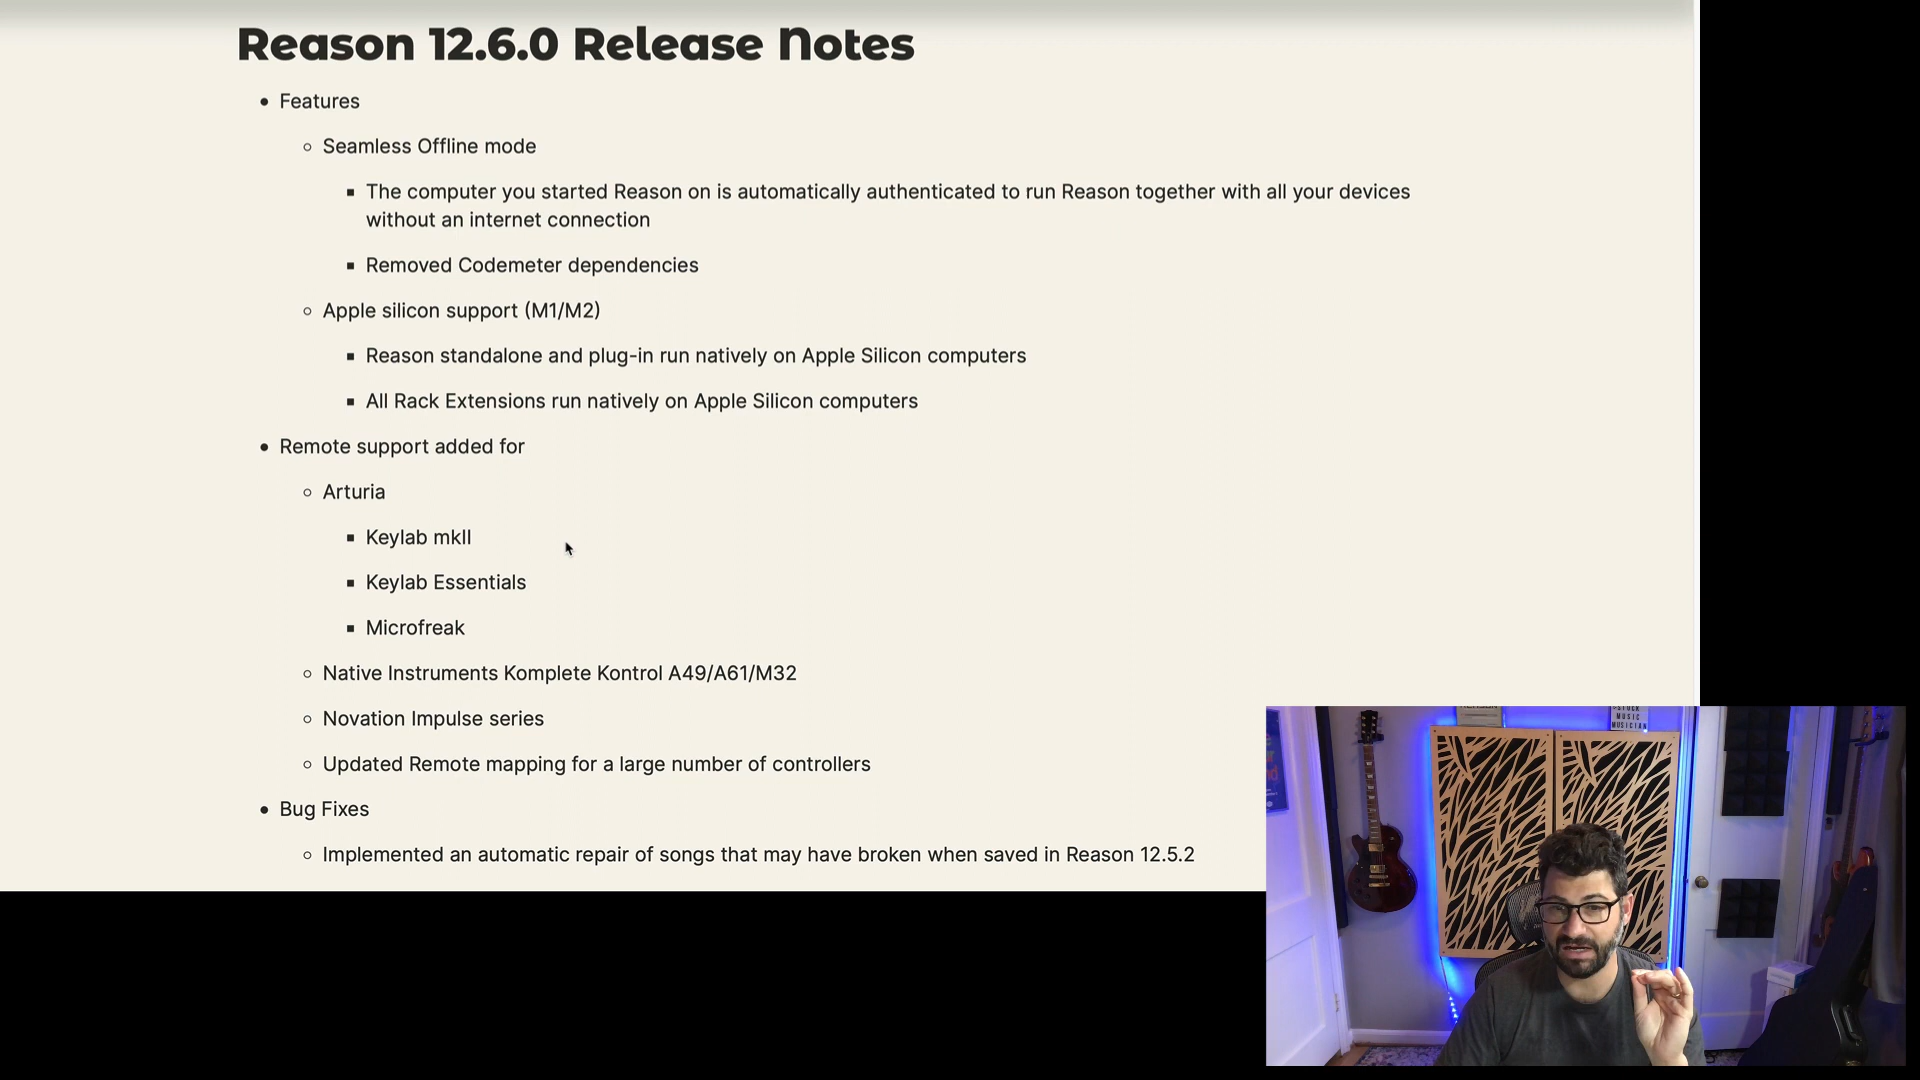 Reason 12.6.0 Release Notes
Features
Seamless Offline mode
The computer you started Reason on is automatically authenticated to run Reason together with all your devices
without an internet connection
Removed Codemeter dependencies
Apple silicon support (M1/M2)
Reason standalone and plug-in run natively on Apple Silicon computers
All Rack Extensions run natively on Apple Silicon computers
Remote support added for
Arturia
Keylab mkII
Keylab Essentials
Microfreak
Native Instruments Komplete Kontrol A49/A61/M32
Novation Impulse series
Updated Remote mapping for a large number of controllers
Bug Fixes
Implemented an automatic repair of songs that may have broken when saved in Reason 12.5.2
MUSIC
MUSICIAN